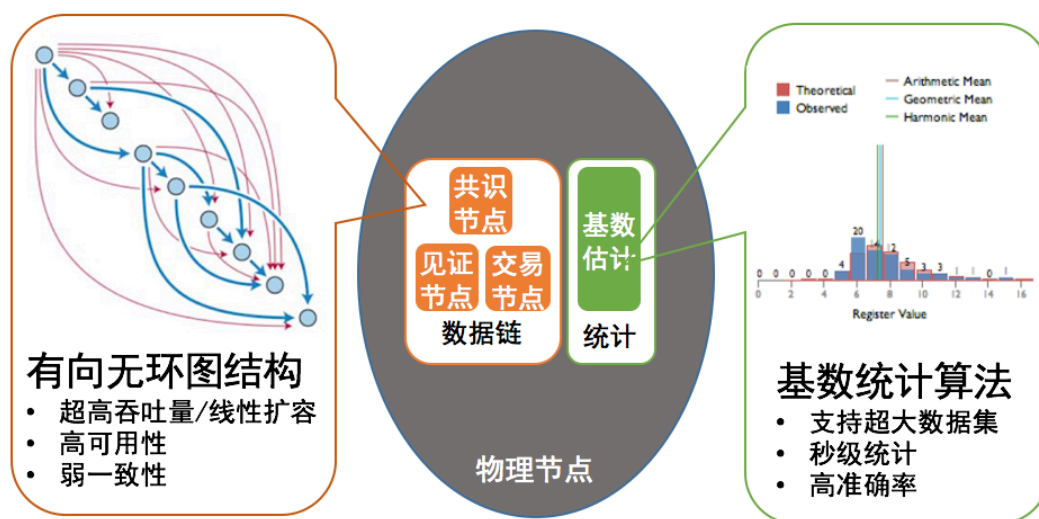 有向无环图结构
• 超高吞吐量/线性扩容
• 高可用性
• 弱一致性
共识
节点
见证
节点
交易
节点
数据链
基数
估计
统计
物理节点
Theoretical
Observed
Arithmetic Mean
Geometric Mean
Harmonic Mean
0 0 0 0 0 4 20 14 12 5 3 3 1 1 0 1
0 2 4 6 8 10 12 14 16
Register Value
基数统计算法
• 支持超大数据集
• 秒级统计
• 高准确率